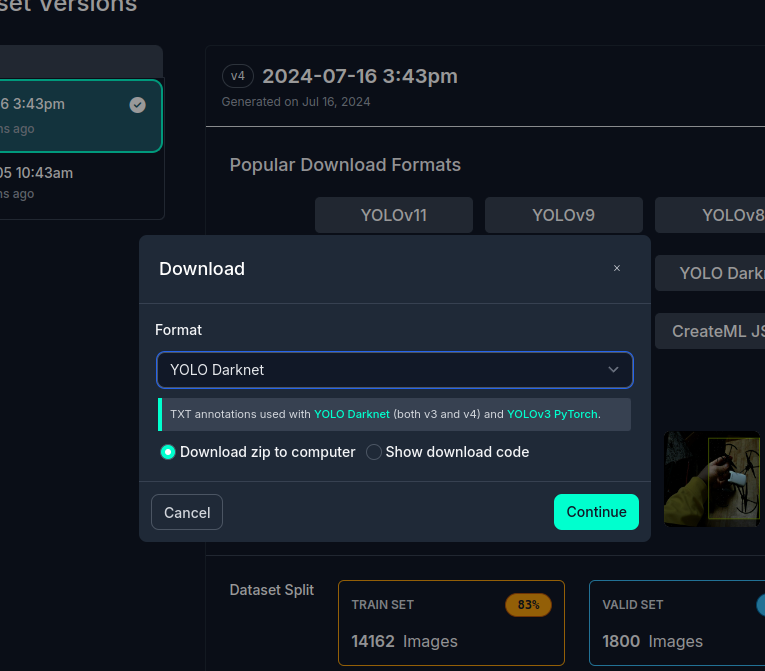 set Versions
6 3:43pm
ns ago
05 10:43am
ns ago
v4 2024-07-16 3:43pm
Generated on Jul 16, 2024
Popular Download Formats
YOLOv11 YOLOv9 YOLOv8
YOLO Dark
CreateML JS
Download ×
Format
YOLO Darknet
TXT annotations used with YOLO Darknet (both v3 and v4) and YOLOv3 PyTorch.
Download zip to computer Show download code
Cancel Continue
Dataset Split
TRAIN SET 83%
14162 Images
VALID SET
1800 Images